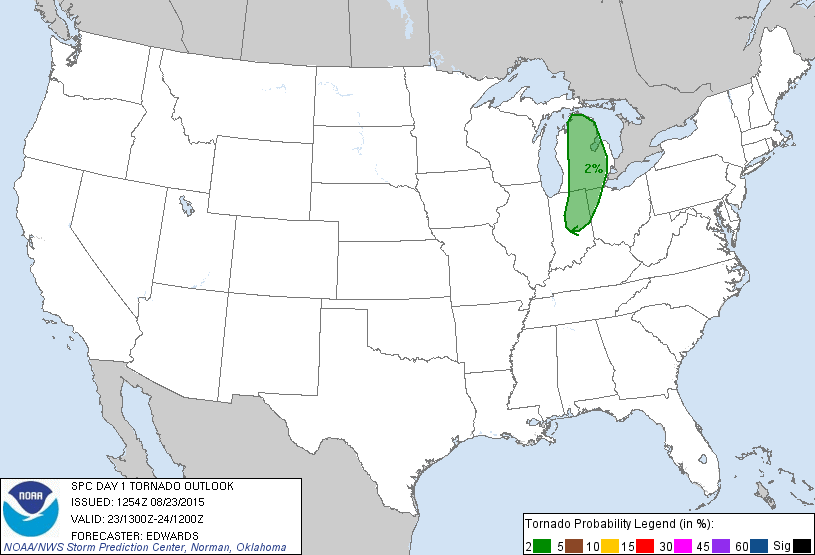 2%
NOAA
SPC DAY 1 TORNADO OUTLOOK
ISSUED: 1254Z 08/23/2015
VALID: 23/1300Z-24/1200Z
FORECASTER: EDWARDS
NOAA/NWS Storm Prediction Center, Norman, Oklahoma
Tornado Probability Legend (in %):
2 5 10 15 30 45 60 Sig